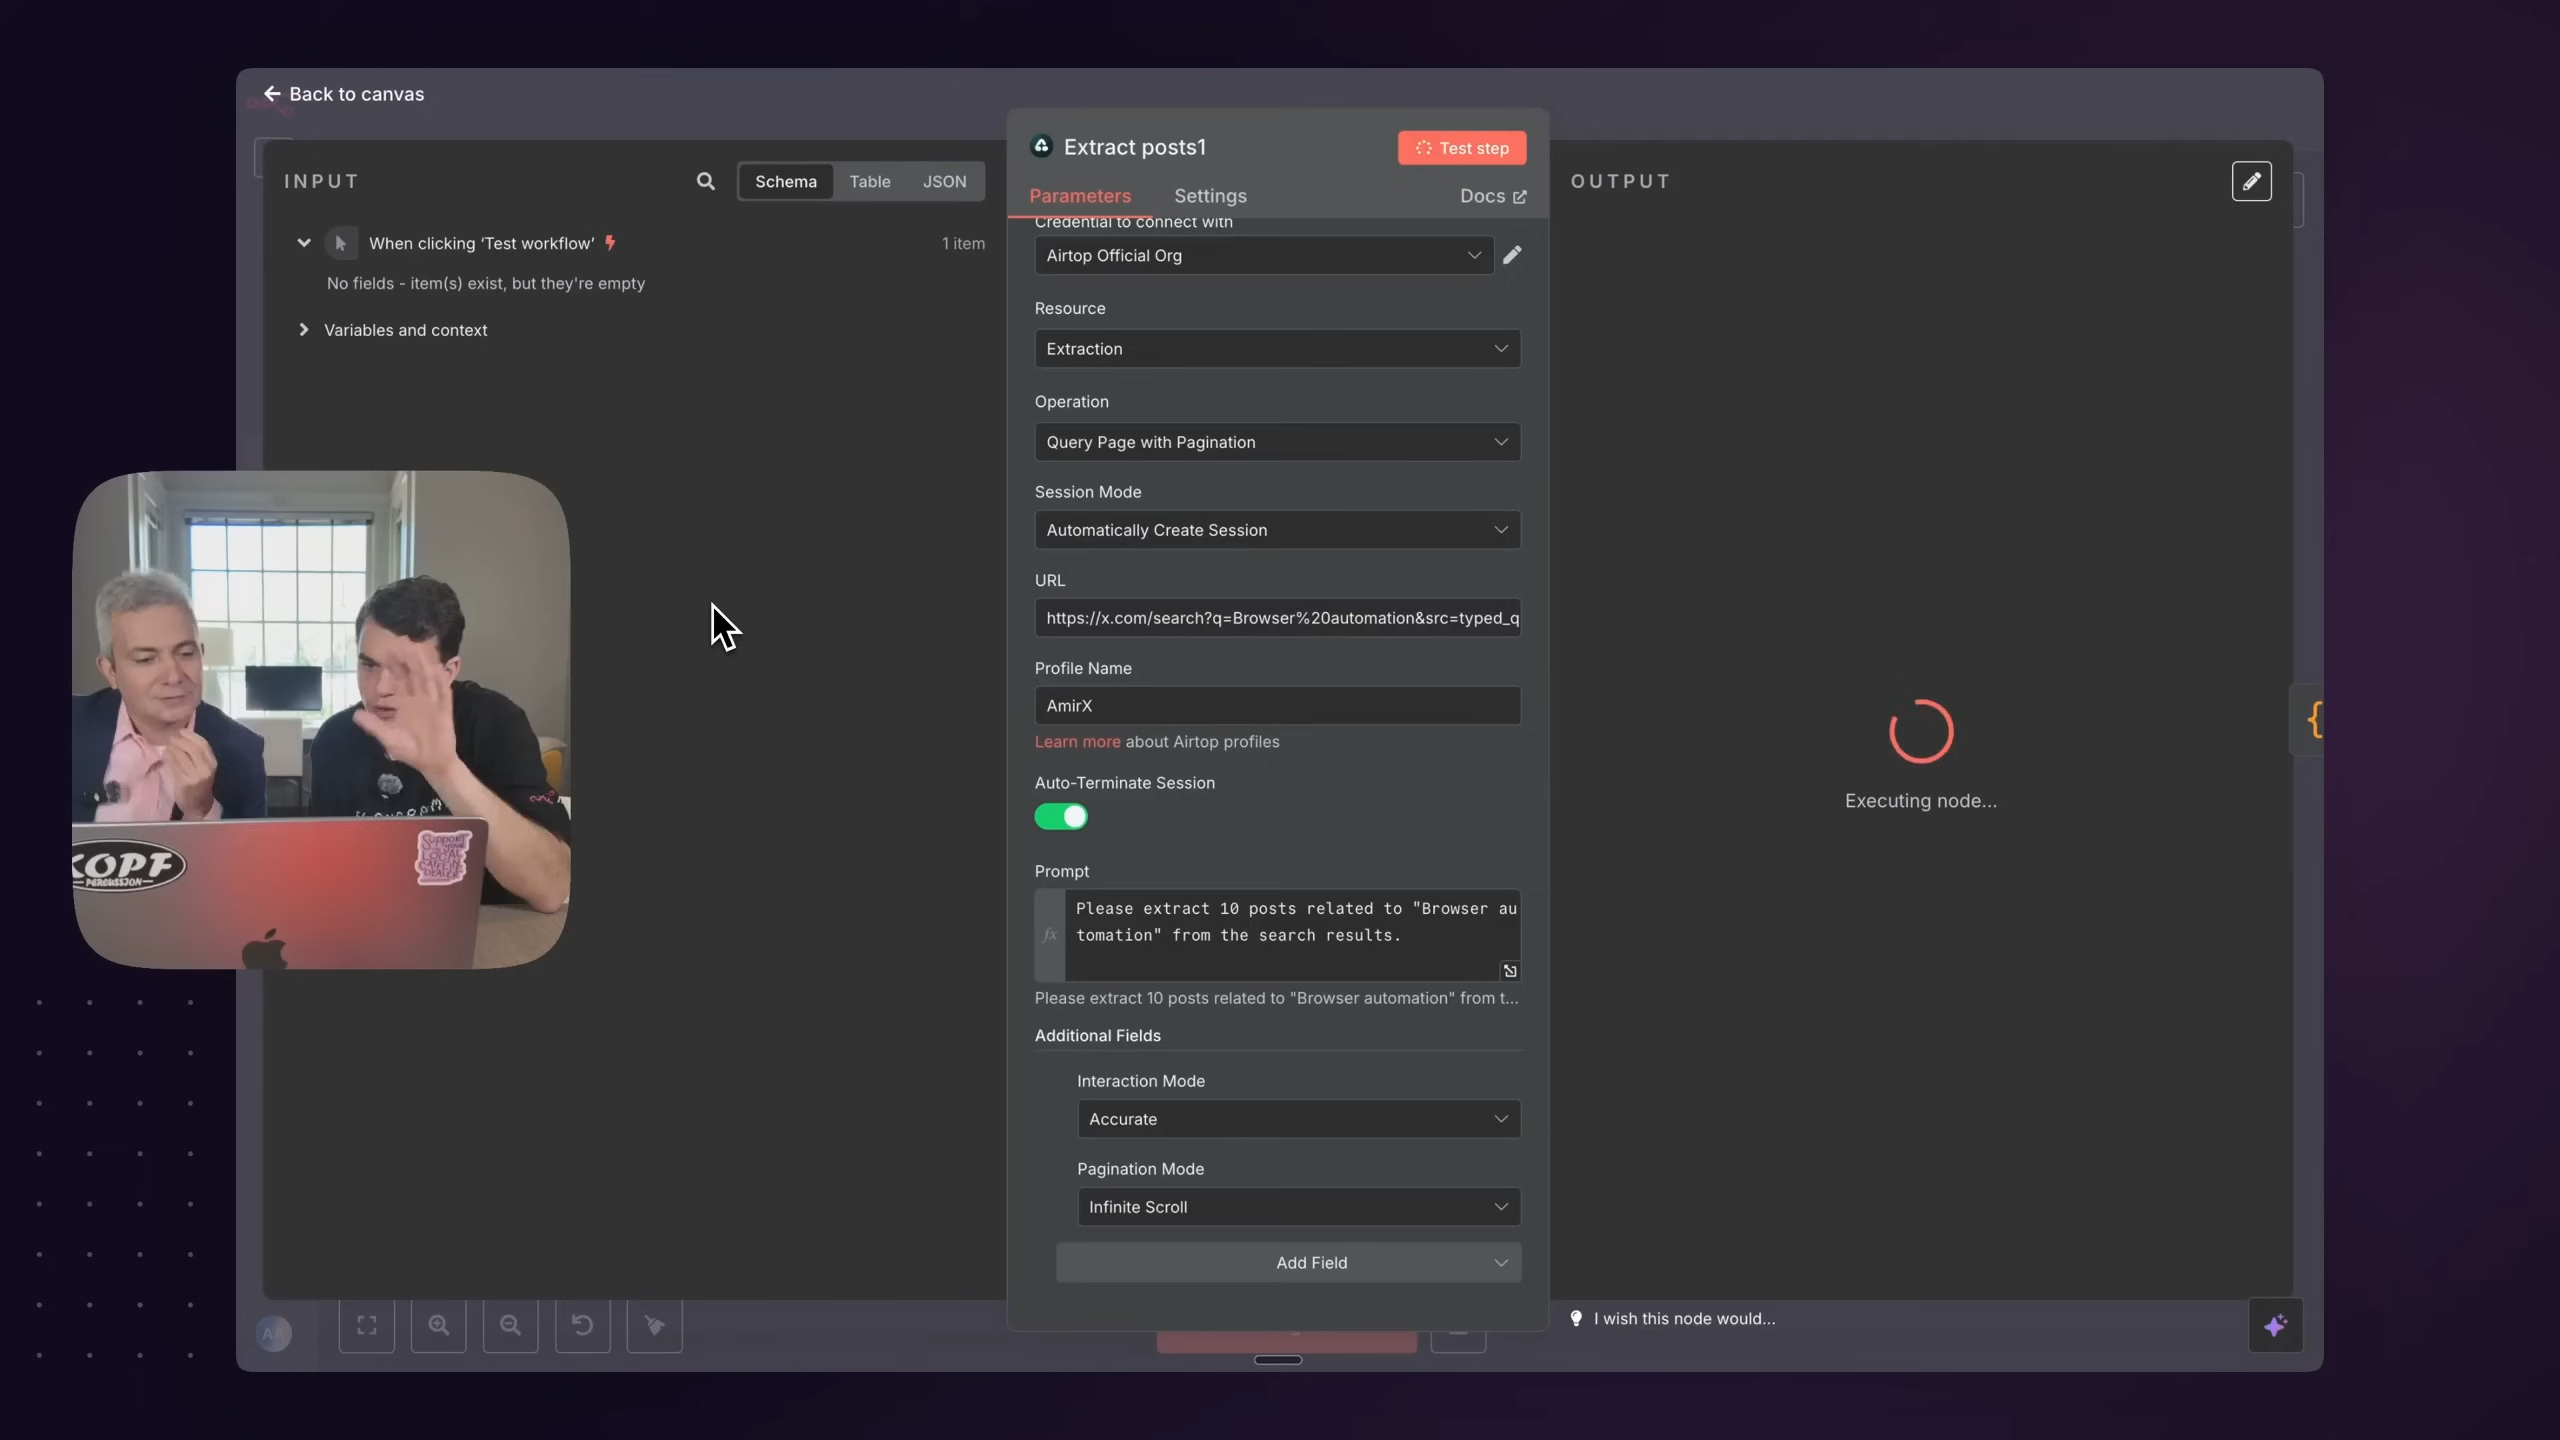 Back to canvas
INPUT
Schema
Table
JSON
When clicking ‘Test workflow’
1 item
No fields - item(s) exist, but they're empty
Variables and context
KOPF
PERCUSSION
SUPPORT
LOCAL
DEALER
Extract posts1
Test step
Parameters
Settings
Docs
Credential to connect with
Airtop Official Org
Resource
Extraction
Operation
Query Page with Pagination
Session Mode
Automatically Create Session
URL
https://x.com/search?q=Browser%20automation&src=typed_q
Profile Name
AmirX
Learn more about Airtop profiles
Auto-Terminate Session
Prompt
fx
Please extract 10 posts related to "Browser au
tomation" from the search results.
Please extract 10 posts related to "Browser automation" from t...
Additional Fields
Interaction Mode
Accurate
Pagination Mode
Infinite Scroll
Add Field
OUTPUT
Executing node...
{
I wish this node would...